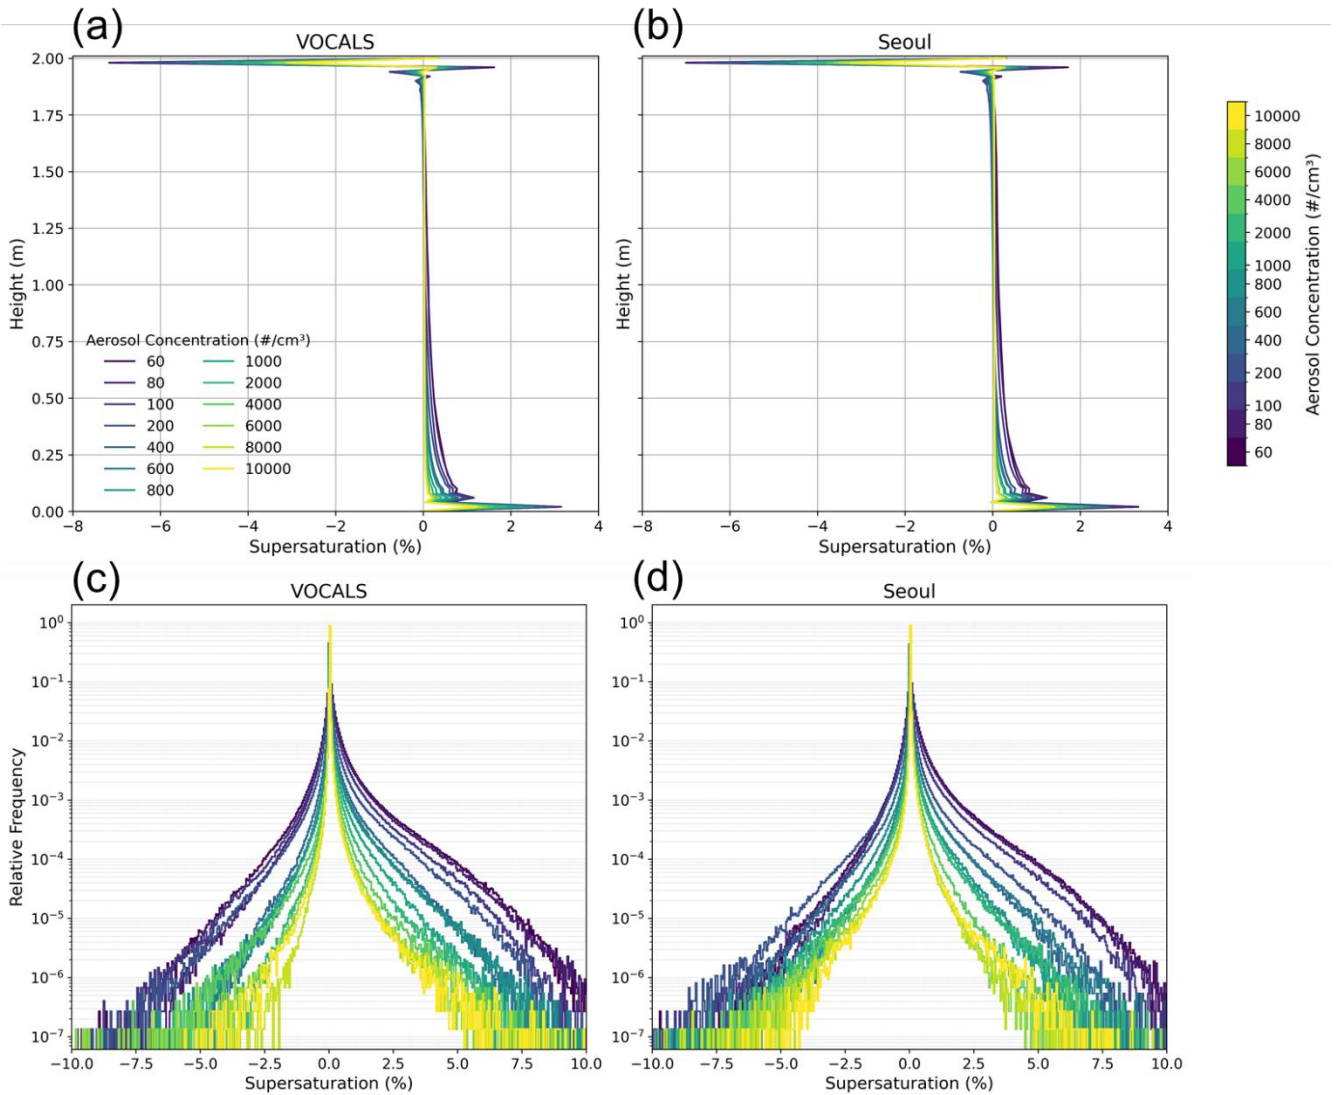 (a)
VOCALS
2.00
1.75
1.50
1.25
1.00
0.75
0.50
0.25
0.00
Height (m)
Aerosol Concentration (#/cm³)
60 1000
80 2000
100 4000
200 6000
400 8000
600 10000
800
−8 −6 −4 −2 0 2 4
Supersaturation (%)
(b)
Seoul
Height (m)
−8 −6 −4 −2 0 2 4
Supersaturation (%)
10000
8000
6000
4000
2000
1000
800
600
400
200
100
80
60
Aerosol Concentration (#/cm³)
(c)
VOCALS
10⁰
10⁻¹
10⁻²
10⁻³
10⁻⁴
10⁻⁵
10⁻⁶
10⁻⁷
Relative Frequency
−10.0 −7.5 −5.0 −2.5 0.0 2.5 5.0 7.5 10.0
Supersaturation (%)
(d)
Seoul
10⁰
10⁻¹
10⁻²
10⁻³
10⁻⁴
10⁻⁵
10⁻⁶
10⁻⁷
−10.0 −7.5 −5.0 −2.5 0.0 2.5 5.0 7.5 10.0
Supersaturation (%)